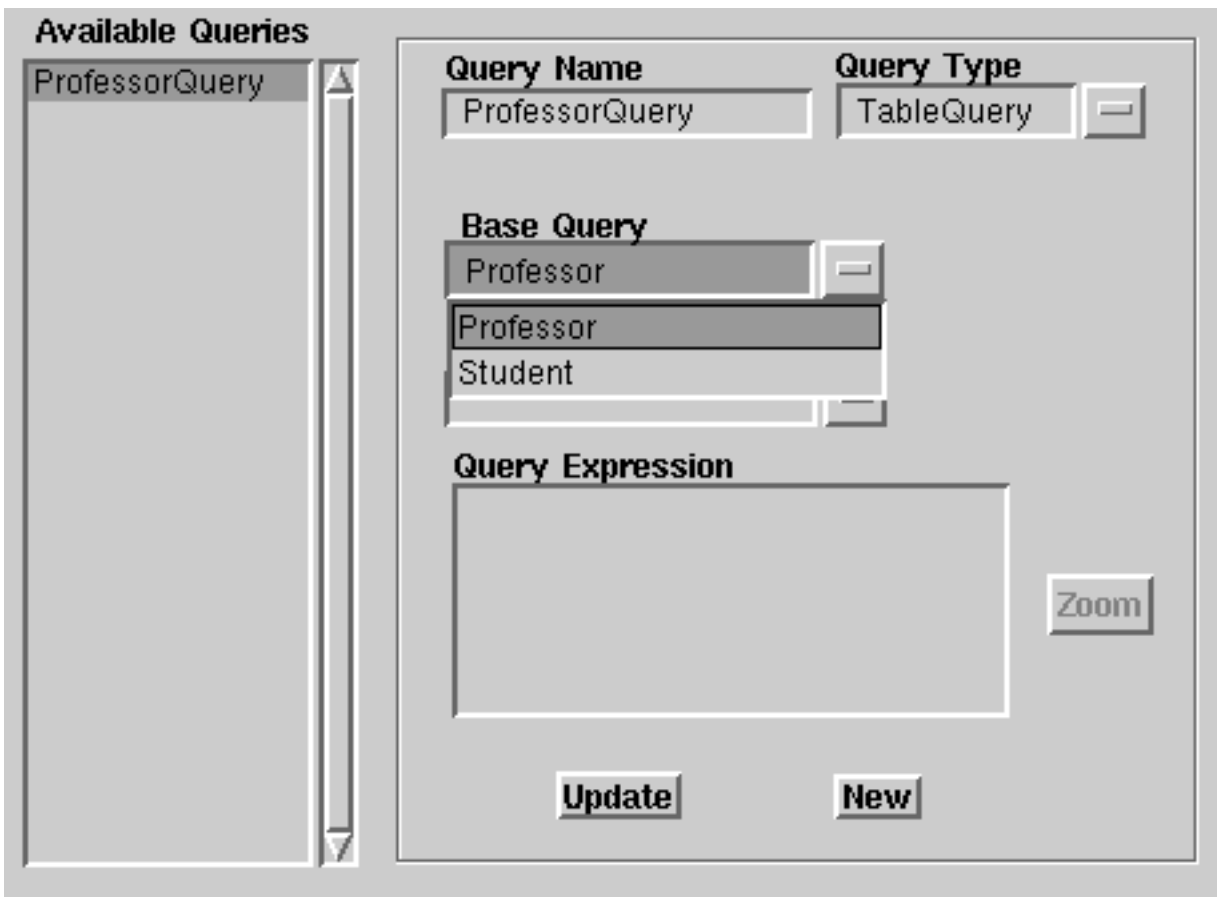 Available Queries
ProfessorQuery
Query Name
ProfessorQuery
Query Type
TableQuery
Base Query
Professor
Professor
Student
Query Expression
Zoom
Update
New